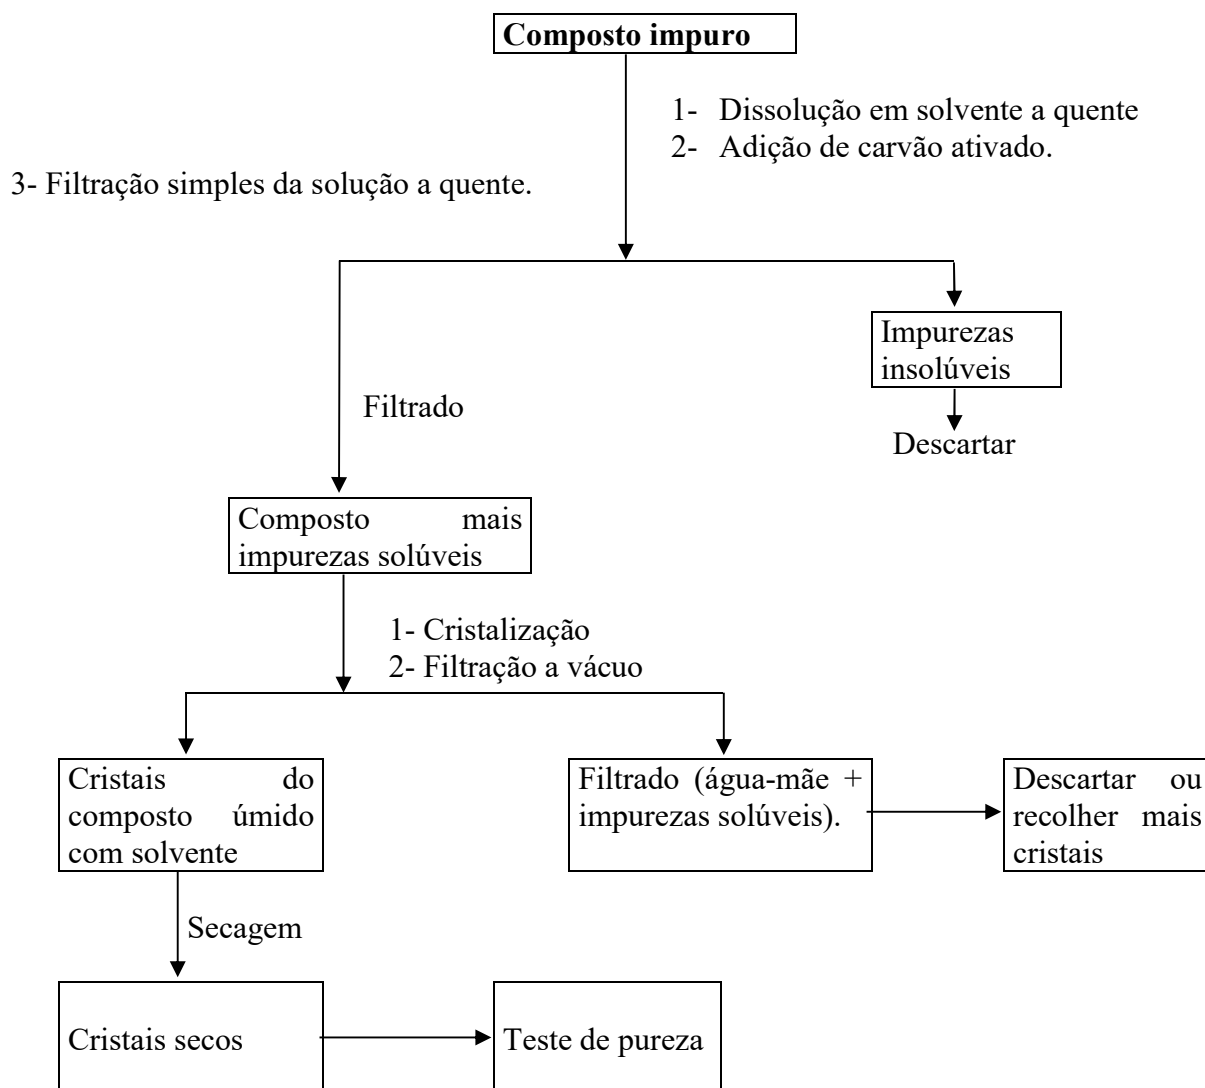 Composto impuro
1- Dissolução em solvente a quente
2- Adição de carvão ativado.
3- Filtração simples da solução a quente.
Impurezas
insolúveis
Filtrado
Descartar
Composto mais
impurezas solúveis
1- Cristalização
2- Filtração a vácuo
Cristais do
composto úmido
com solvente
Filtrado (água-mãe +
impurezas solúveis).
Descartar ou
recolher mais
cristais
Secagem
Cristais secos
Teste de pureza